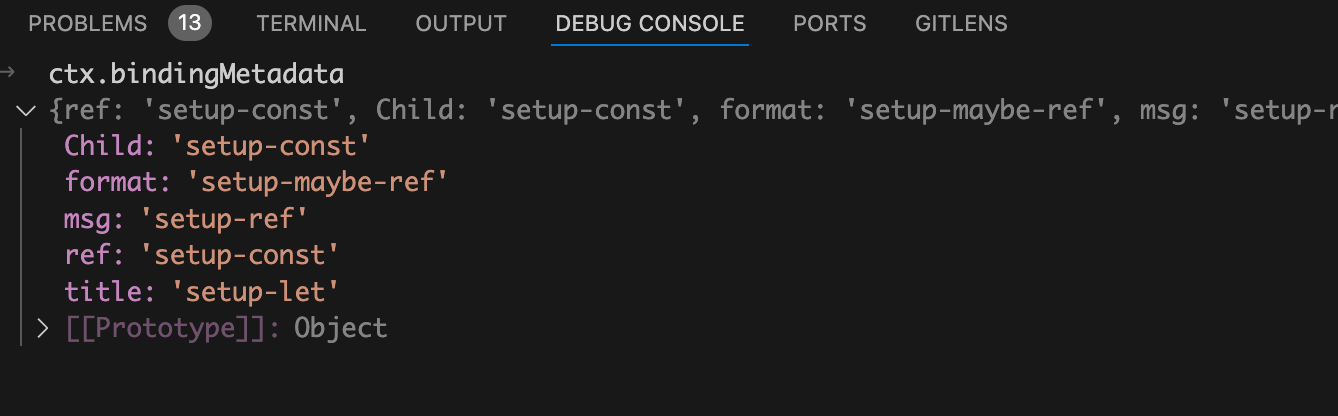 PROBLEMS 13 TERMINAL OUTPUT DEBUG CONSOLE PORTS GITLENS
ctx.bindingMetadata
{ref: 'setup-const', Child: 'setup-const', format: 'setup-maybe-ref', msg: 'setup-r
Child: 'setup-const'
format: 'setup-maybe-ref'
msg: 'setup-ref'
ref: 'setup-const'
title: 'setup-let'
[[Prototype]]: Object